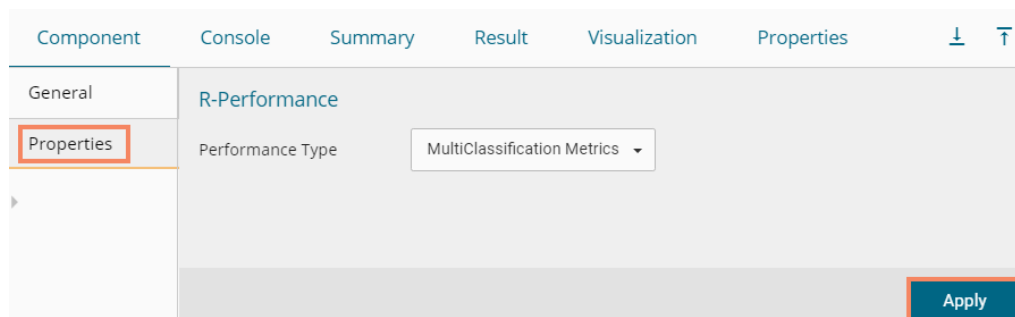 Component Console Summary Result Visualization Properties
General
R-Performance
Properties
Performance Type MultiClassification Metrics
Apply